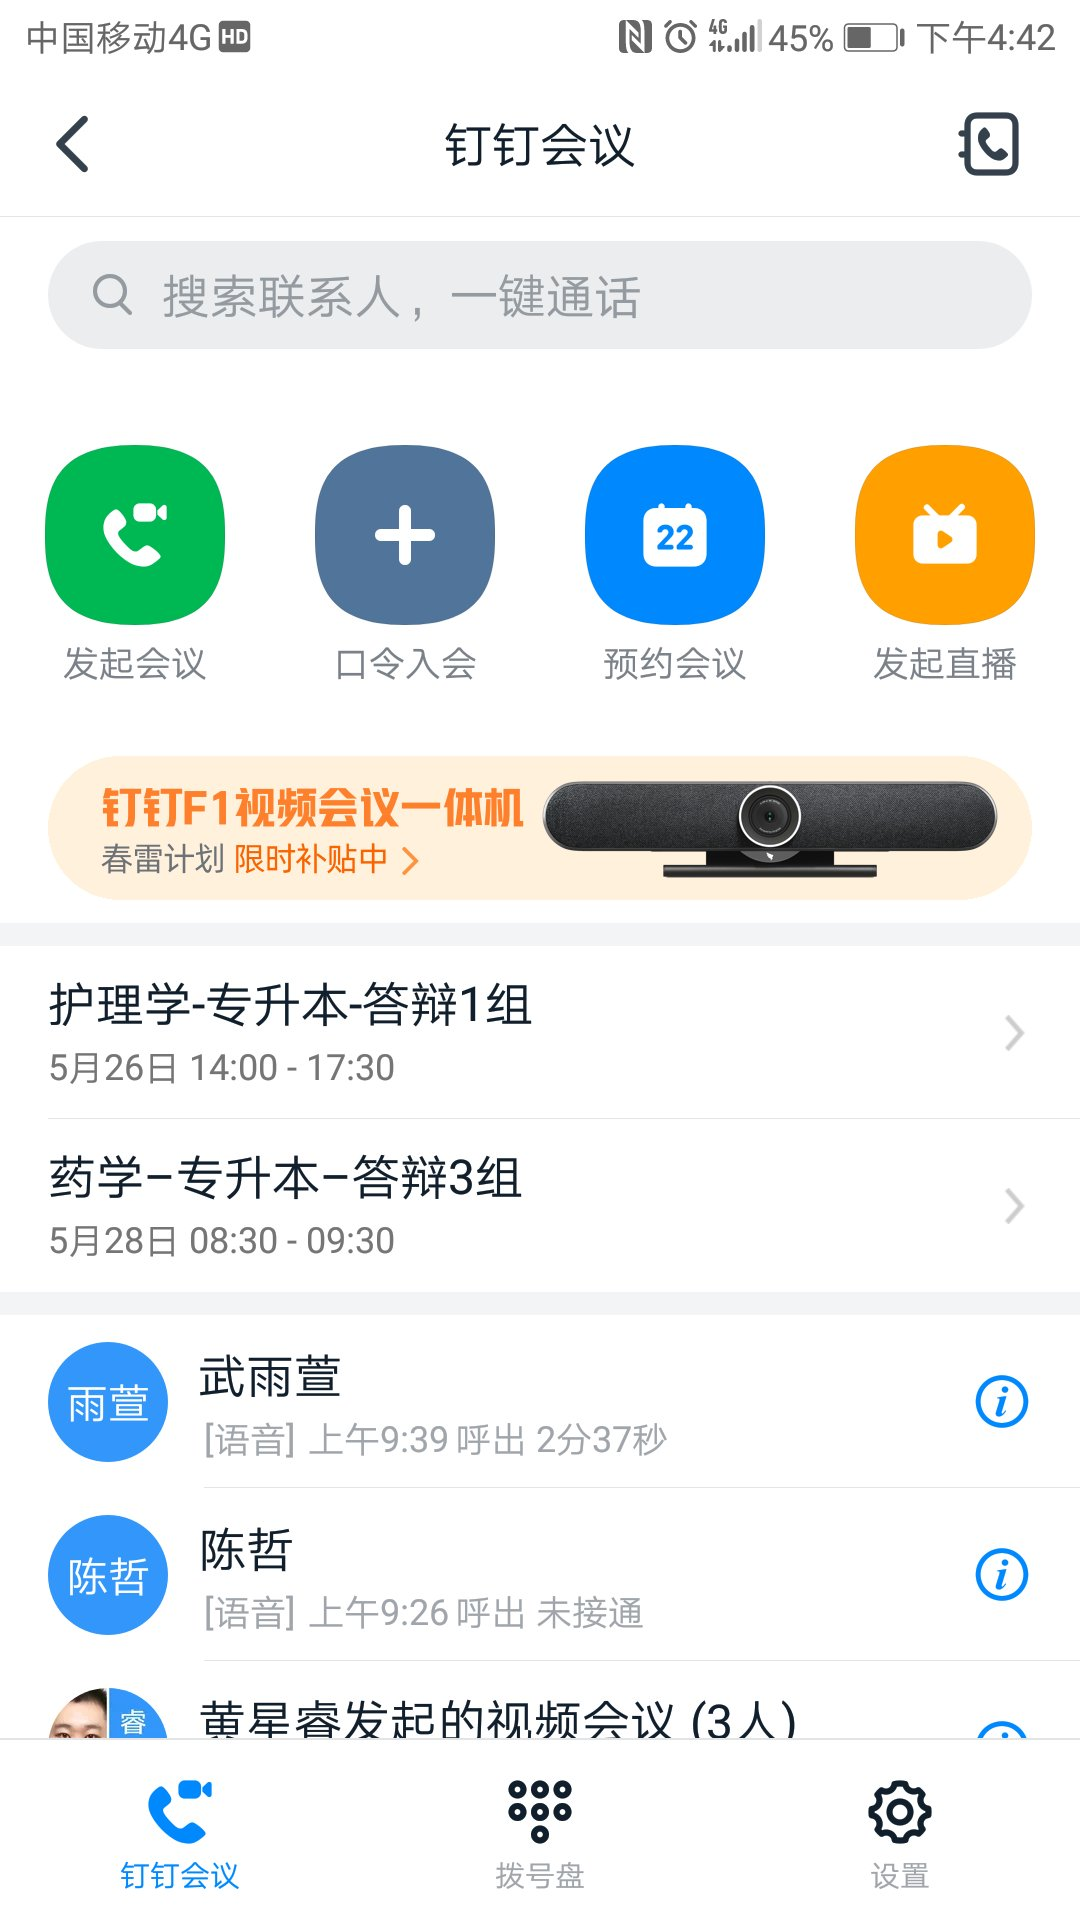 中国移动4G HD 4G 45% 下午4:42
钉钉会议
搜索联系人，一键通话
22
发起会议 口令入会 预约会议 发起直播
钉钉F1视频会议一体机
春雷计划 限时补贴中
护理学-专升本-答辩1组
5月26日 14:00 - 17:30
药学–专升本–答辩3组
5月28日 08:30 - 09:30
雨萱 武雨萱
[语音] 上午9:39 呼出 2分37秒
陈哲 陈哲
[语音] 上午9:26 呼出 未接通
睿 黄星睿发起的视频会议 (3人)
钉钉会议 拨号盘 设置